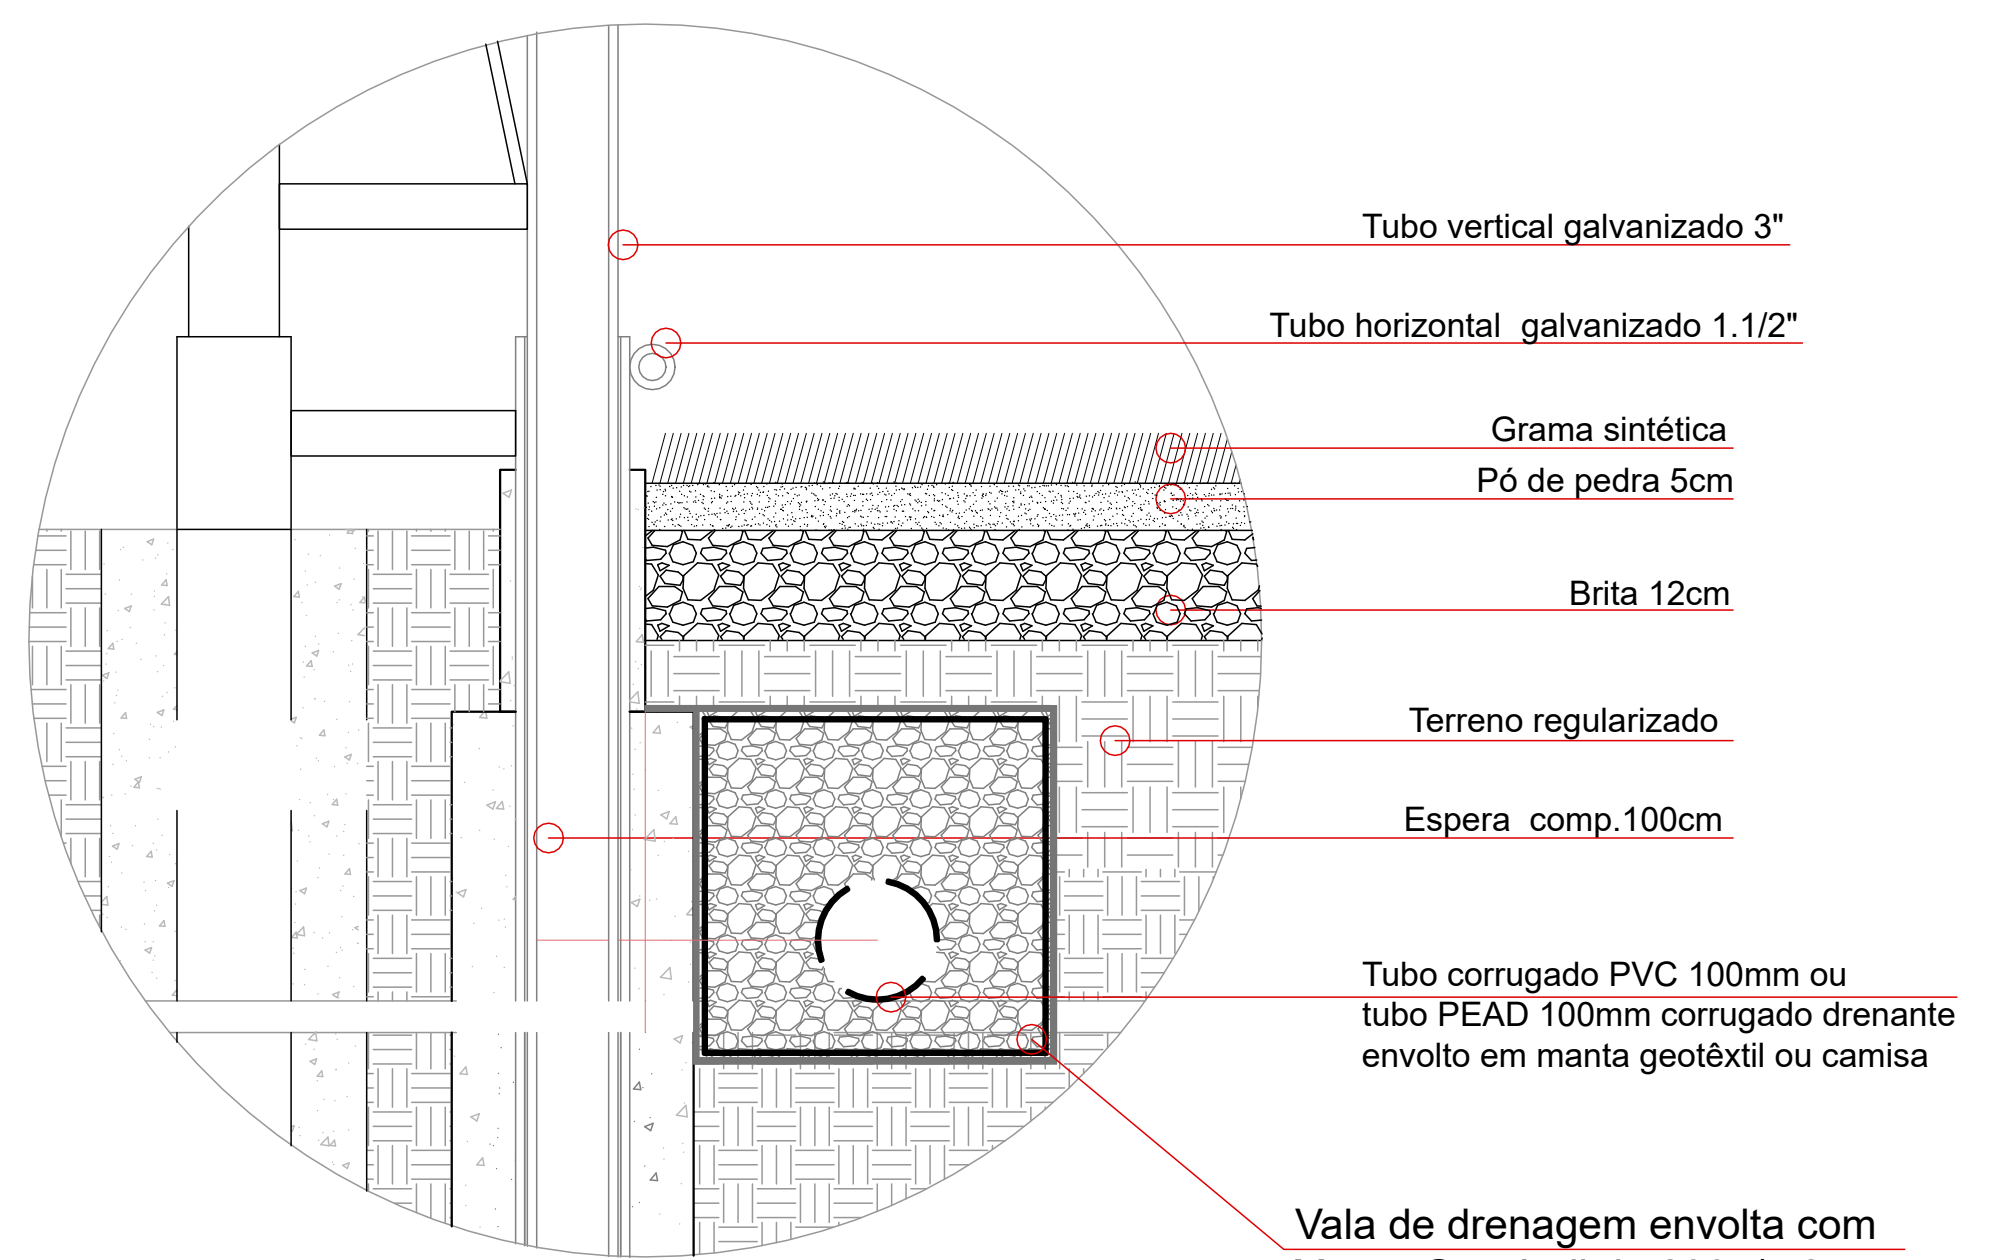 Tubo vertical galvanizado 3"
Tubo horizontal galvanizado 1.1/2"
Grama sintética
Pó de pedra 5cm
Brita 12cm
Terreno regularizado
Espera comp.100cm
Tubo corrugado PVC 100mm ou
tubo PEAD 100mm corrugado drenante
envolto em manta geotêxtil ou camisa
Vala de drenagem envolta com